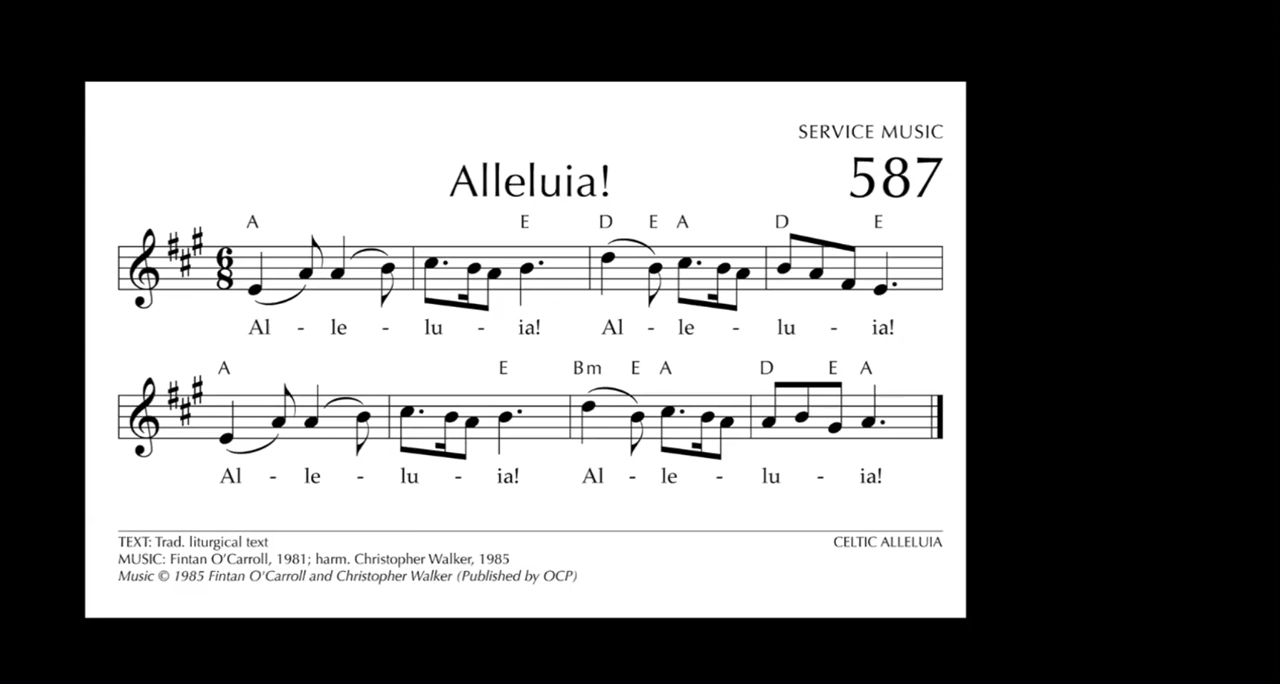 SERVICE MUSIC
587
Alleluia!
A E D E A D E
6
8
Al - le - lu - ia! Al - le - lu - ia!
A E Bm E A D E A
Al - le - lu - ia! Al - le - lu - ia!
TEXT: Trad. liturgical text
CELTIC ALLELUIA
MUSIC: Fintan O'Carroll, 1981; harm. Christopher Walker, 1985
Music © 1985 Fintan O'Carroll and Christopher Walker (Published by OCP)